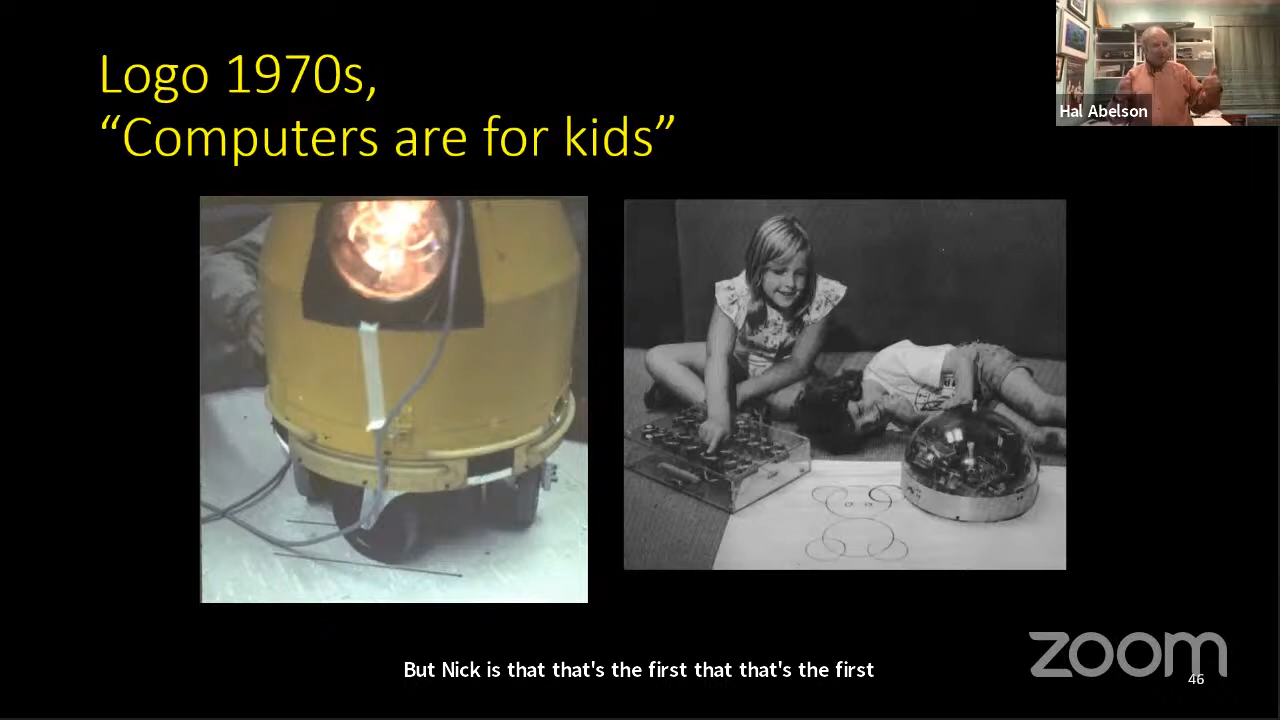 Logo 1970s,
“Computers are for kids”
Hal Abelson
But Nick is that that's the first that that's the first
zoom
46